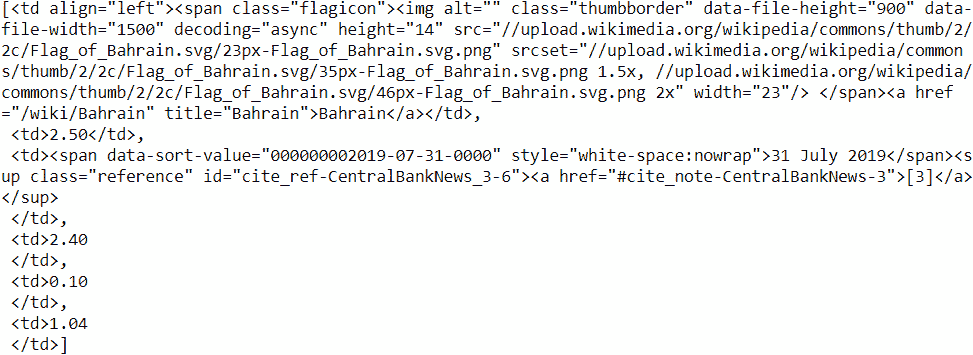 [<td align="left"><span class="flagicon"><img alt="" class="thumbborder" data-file-height="900" data-
file-width="1500" decoding="async" height="14" src="//upload.wikimedia.org/wikipedia/commons/thumb/2/
2c/Flag_of_Bahrain.svg/23px-Flag_of_Bahrain.svg.png" srcset="//upload.wikimedia.org/wikipedia/common
s/thumb/2/2c/Flag_of_Bahrain.svg/35px-Flag_of_Bahrain.svg.png 1.5x, //upload.wikimedia.org/wikipedia/
commons/thumb/2/2c/Flag_of_Bahrain.svg/46px-Flag_of_Bahrain.svg.png 2x" width="23"/> </span><a href
="/wiki/Bahrain" title="Bahrain">Bahrain</a></td>,
<td>2.50</td>,
<td><span data-sort-value="000000002019-07-31-0000" style="white-space:nowrap">31 July 2019</span><s
up class="reference" id="cite_ref-CentralBankNews_3-6"><a href="#cite_note-CentralBankNews-3">[3]</a>
</sup>
</td>,
<td>2.40
</td>,
<td>0.10
</td>,
<td>1.04
</td>]